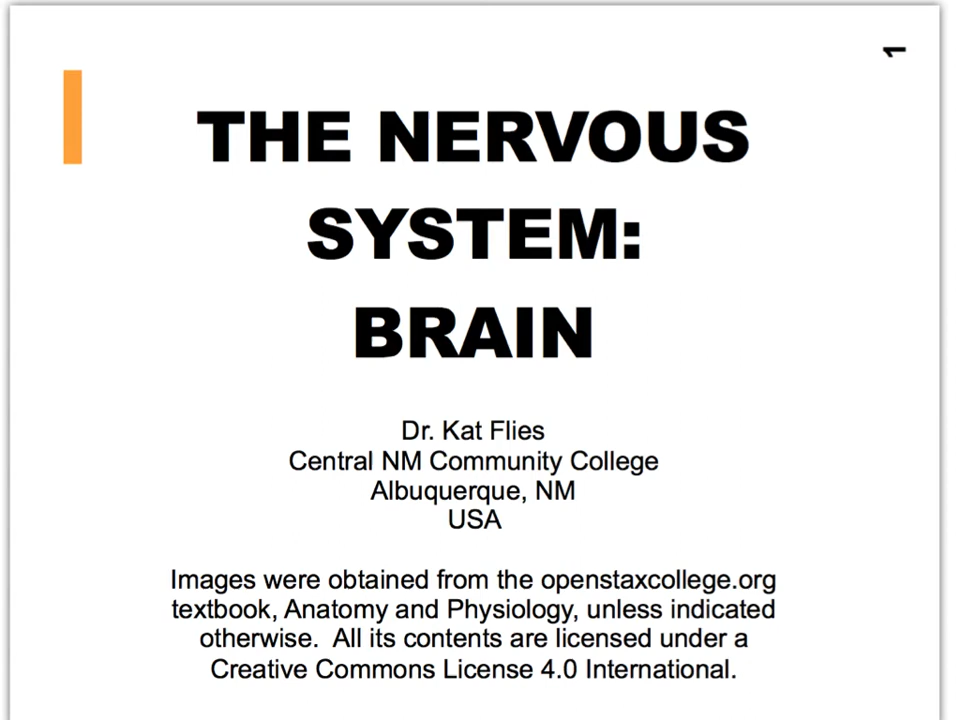 1
THE NERVOUS
SYSTEM:
BRAIN
Dr. Kat Flies
Central NM Community College
Albuquerque, NM
USA
Images were obtained from the openstaxcollege.org
textbook, Anatomy and Physiology, unless indicated
otherwise.  All its contents are licensed under a
Creative Commons License 4.0 International.